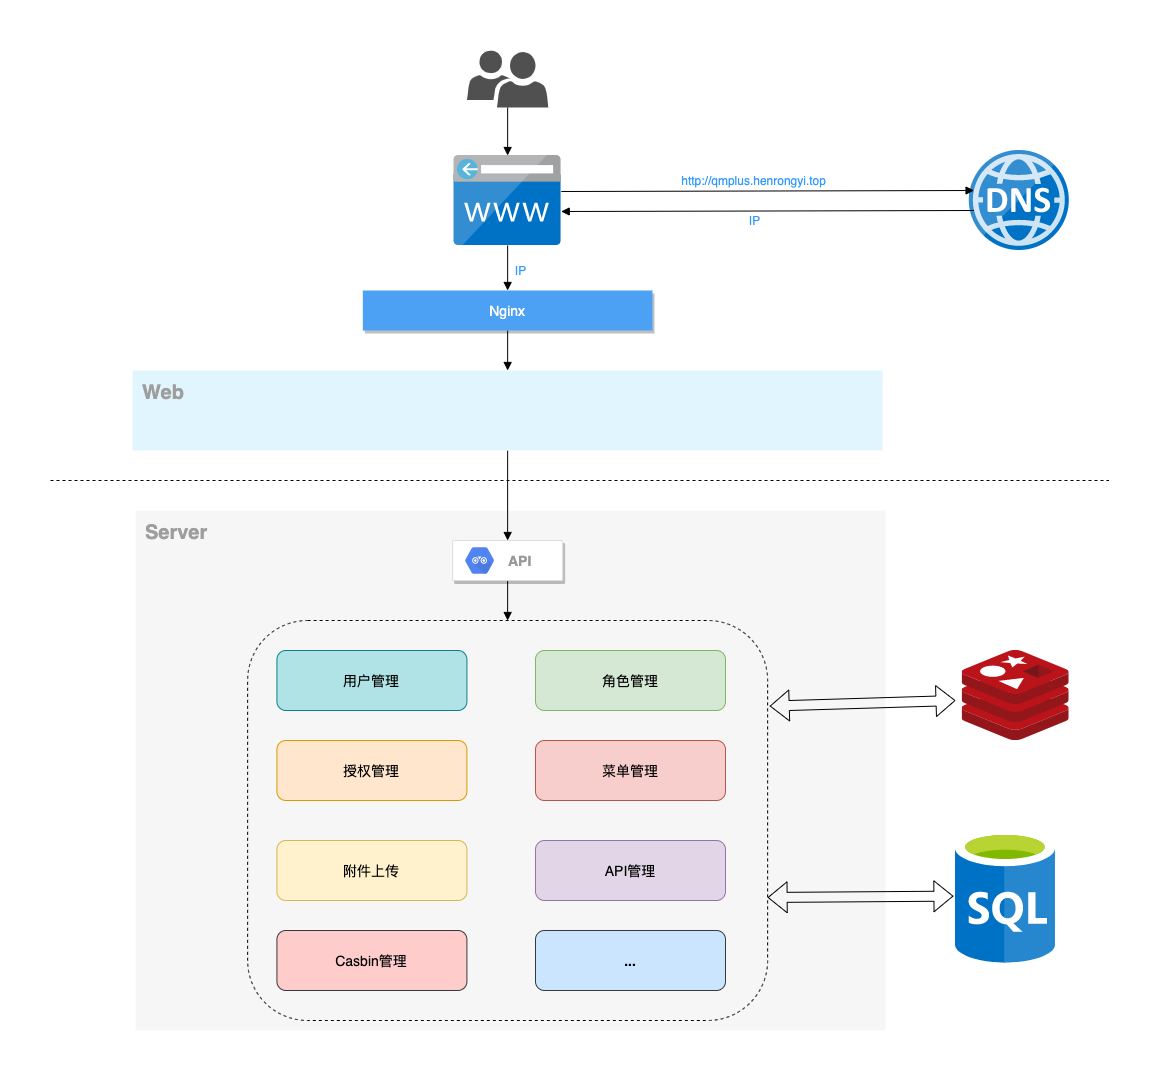 WWW
http://qmplus.henrongyi.top
DNS
IP
IP
Nginx
Web
Server
API
用户管理
角色管理
授权管理
菜单管理
附件上传
API管理
SQL
Casbin管理
...